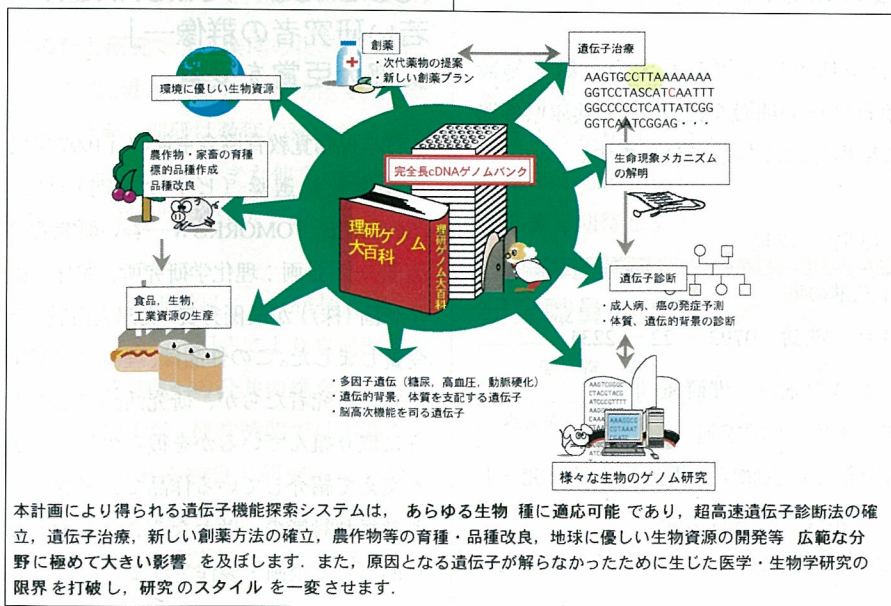 創薬
・次代薬物の提案
・新しい創薬プラン
遺伝子治療
AAGTGCCTTAAAAAAA
GGTCCTASCATCAATTT
GGCCCCCTCATTATCGG
GGTCAATCGGAG・・・
環境に優しい生物資源
農作物・家畜の育種
標的品種作成
品種改良
完全長cDNAゲノムバンク
理研ゲノム
大百科
理研ゲノム大百科
生命現象メカニズム
の解明
遺伝子診断
・成人病、癌の発症予測
・体質、遺伝的背景の診断
食品，生物，
工業資源の生産
・多因子遺伝（糖尿，高血圧，動脈硬化）
遺伝的背景，体質を支配する遺伝子
・脳高次機能を司る遺伝子
AAGTCGGGC
CTACGTACG
ATCCCGTTTT
様々な生物のゲノム研究
本計画により得られる遺伝子機能探索システムは， あらゆる生物 種に適応可能 であり，超高速遺伝子診断法の確
立，遺伝子治療，新しい創薬方法の確立，農作物等の育種・品種改良，地球に優しい生物資源の開発等 広範な分
野に極めて大きい影響 を及ぼします．また，原因となる遺伝子が解らなかったために生じた医学・生物学研究の
限界 を打破し，研究 のスタイル を一変 させます．